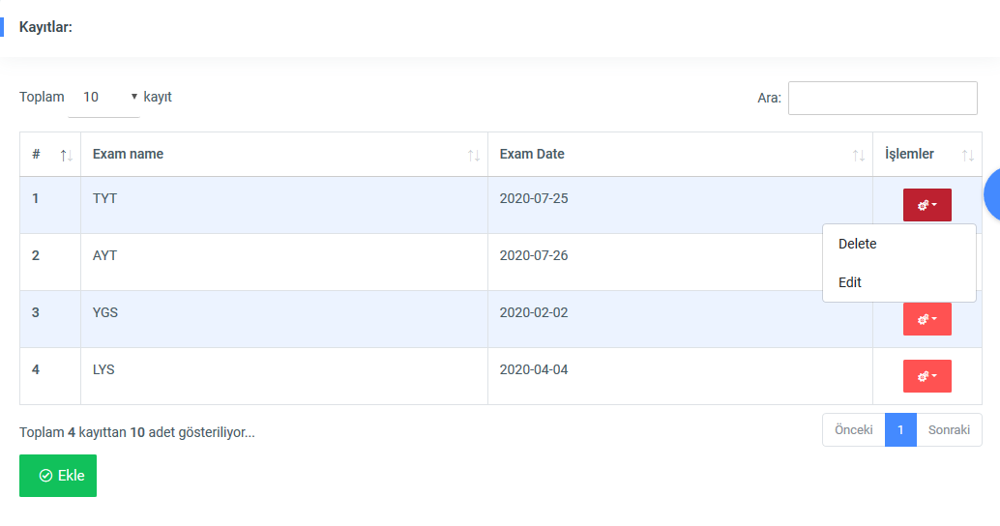 Kayıtlar:
Toplam 10 kayıt
Ara:
# Exam name Exam Date İşlemler
1 TYT 2020-07-25
Delete
2 AYT 2020-07-26
Edit
3 YGS 2020-02-02
4 LYS 2020-04-04
Toplam 4 kayıttan 10 adet gösteriliyor...
Önceki 1 Sonraki
Ekle